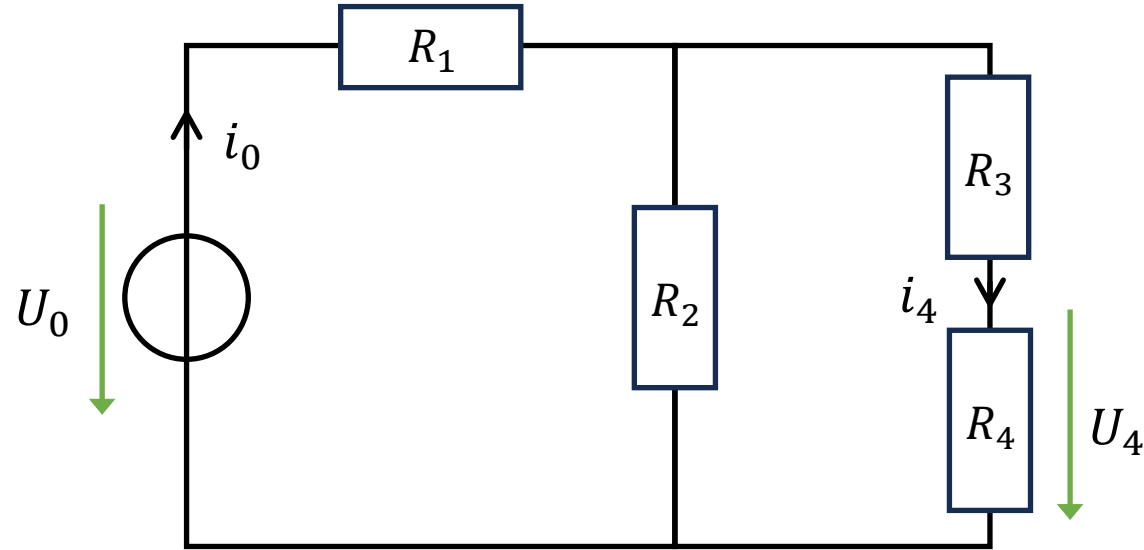 R₁
i₀
R₃
U₀
R₂
i₄
R₄
U₄